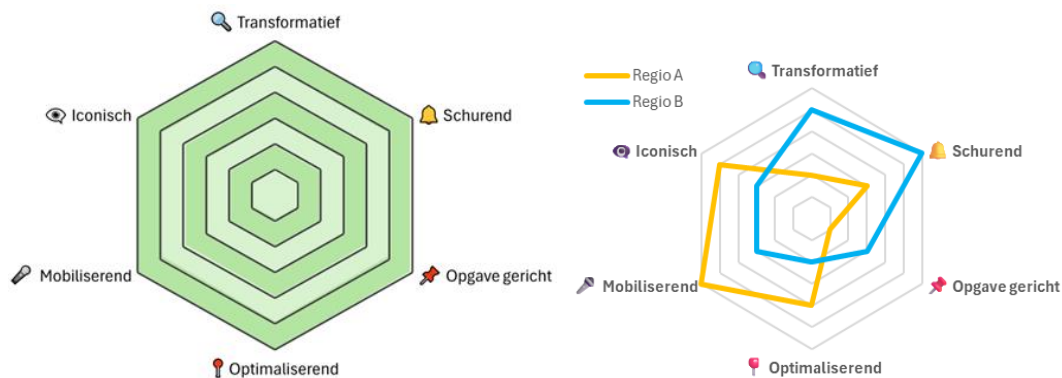 Transformatief
Iconisch
Schurend
Mobiliserend
Opgave gericht
Optimaliserend
Regio A
Regio B
Transformatief
Iconisch
Schurend
Mobiliserend
Opgave gericht
Optimaliserend